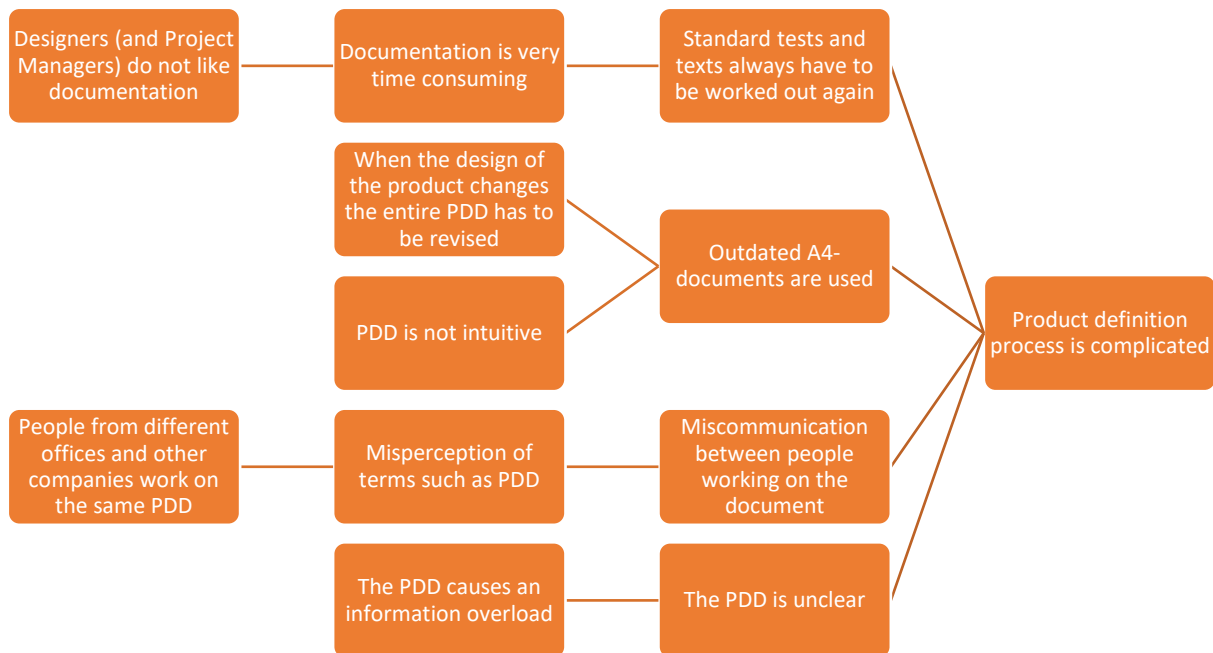 Designers (and Project
Managers) do not like
documentation
Documentation is very
time consuming
Standard tests and
texts always have to
be worked out again
When the design of
the product changes
the entire PDD has to
be revised
Outdated A4-
documents are used
PDD is not intuitive
Product definition
process is complicated
People from different
offices and other
companies work on
the same PDD
Misperception of
terms such as PDD
Miscommunication
between people
working on the
document
The PDD causes an
information overload
The PDD is unclear